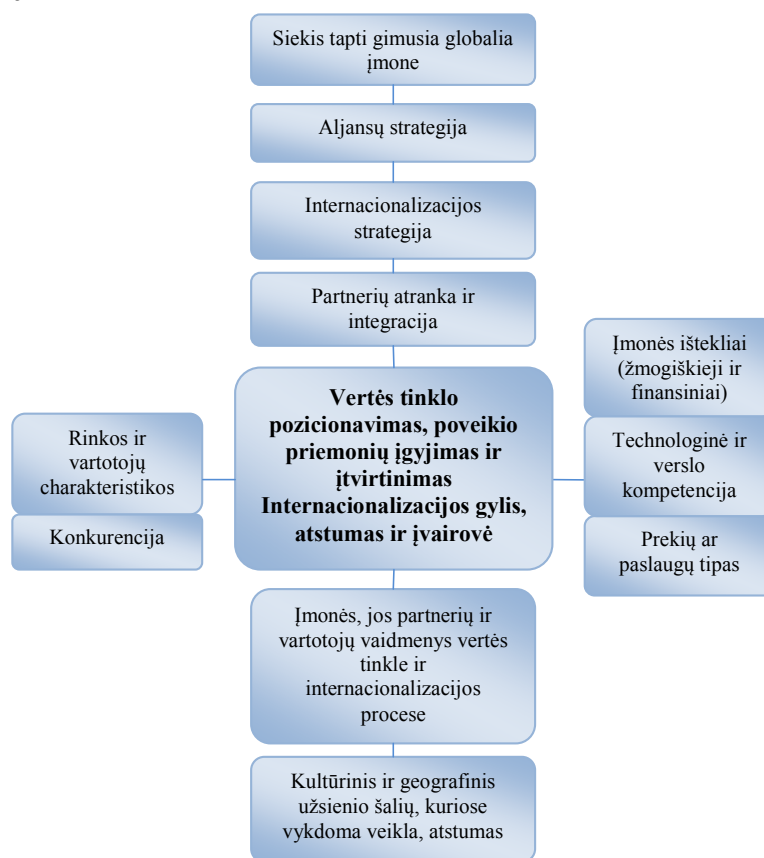 Siekis tapti gimusia globalia
įmone
Aljansų strategija
Internacionalizacijos
strategija
Partnerių atranka ir
integracija
Rinkos ir
vartotojų
charakteristikos
Konkurencija
Vertės tinklo
pozicionavimas, poveikio
priemonių įgyjimas ir
įtvirtinimas
Internacionalizacijos gylis,
atstumas ir įvairovė
Įmonės ištekliai
(žmogiškieji ir
finansiniai)
Technologinė ir
verslo
kompetencija
Prekių ar
paslaugų tipas
Įmonės, jos partnerių ir
vartotojų vaidmenys vertės
tinkle ir
internacionalizacijos
procese
Kultūrinis ir geografinis
užsienio šalių, kuriose
vykdoma veikla, atstumas